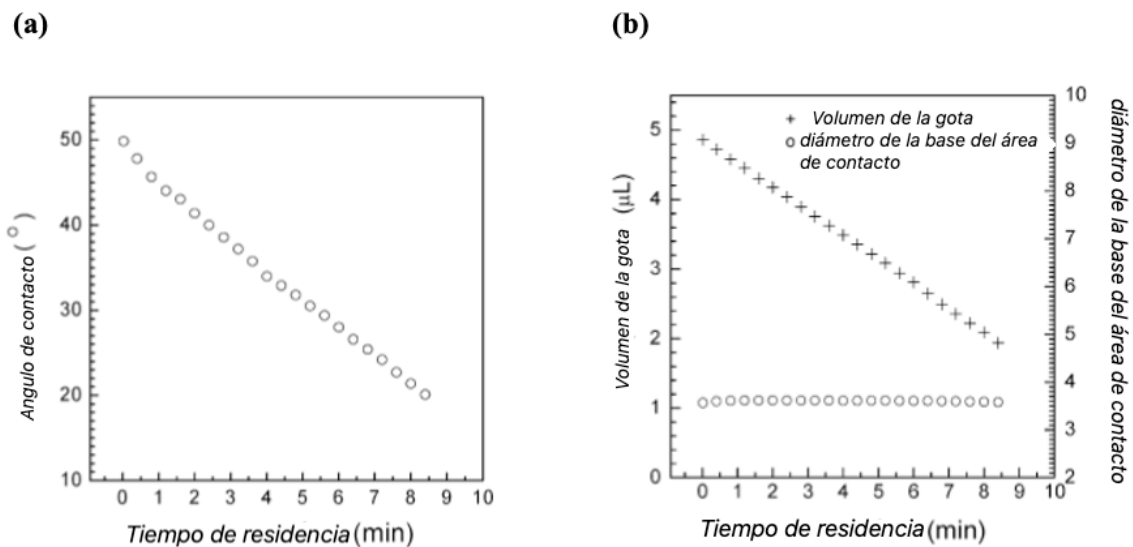 (a)
(b)
Angulo de contacto (°)
50
40
30
20
10
0 1 2 3 4 5 6 7 8 9 10
Tiempo de residencia (min)
Volumen de la gota (µL)
5
4
3
2
1
0
+ Volumen de la gota
o diámetro de la base del área
de contacto
10
9
8
7
6
5
4
3
2
diámetro de la base del área de contacto
0 1 2 3 4 5 6 7 8 9 10
Tiempo de residencia (min)